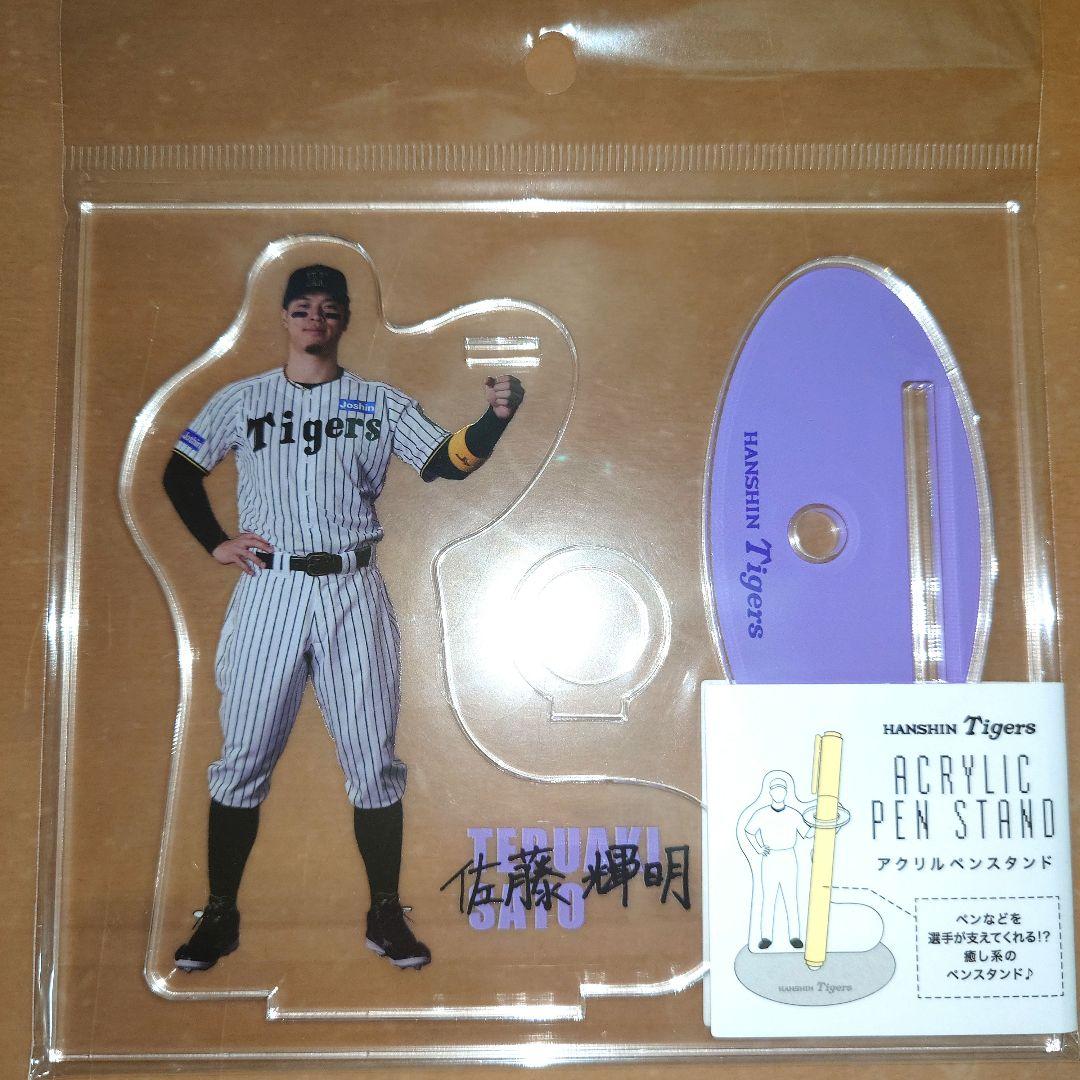 Joshin
Joshin
Tigers
HANSHIN Tigers
TERUAKI
SATO
佐藤 輝明
HANSHIN Tigers
ACRYLIC
PEN STAND
アクリルペンスタンド
ペンなどを
選手が支えてくれる!?
癒し系の
ペンスタンド♪
HANSHIN Tigers